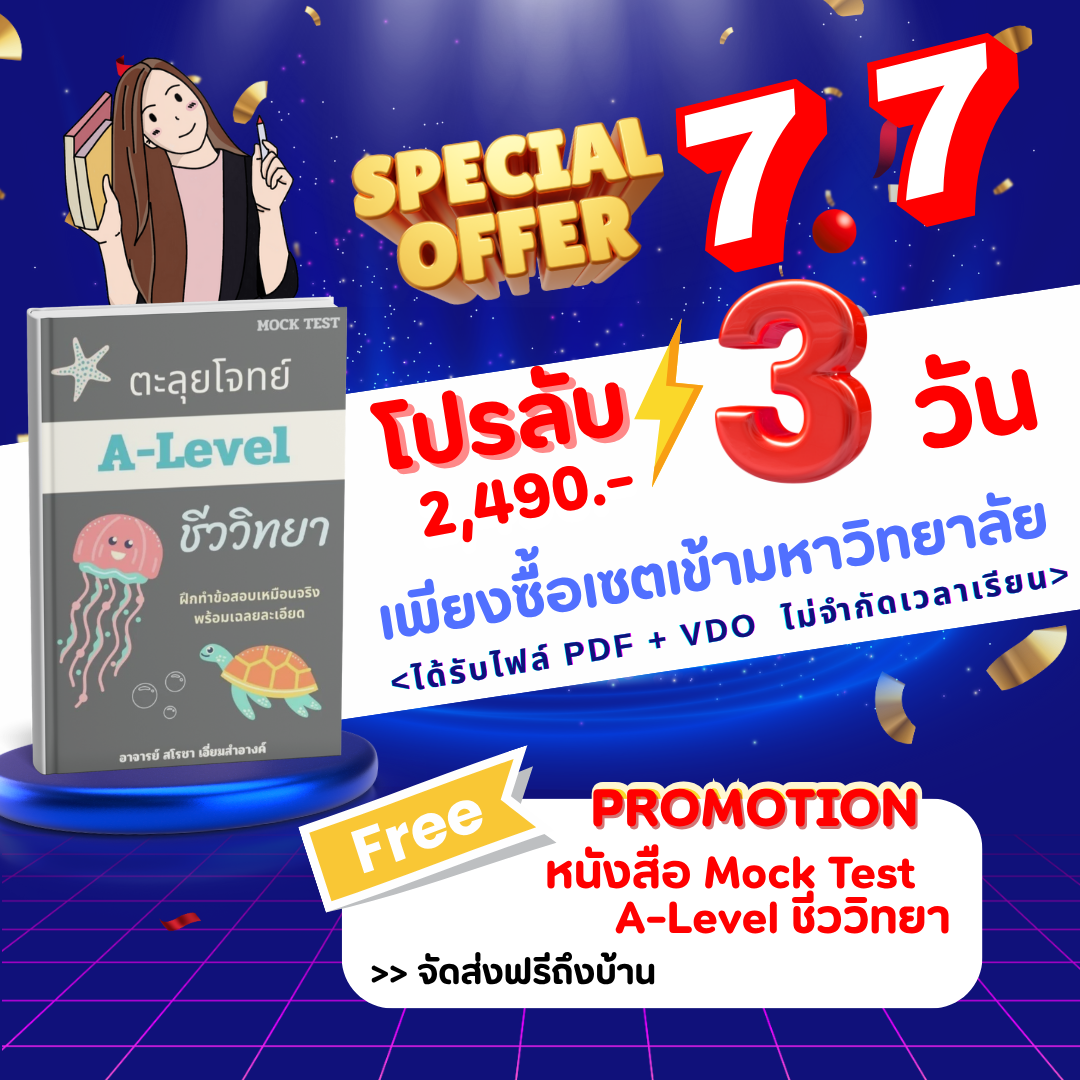 SPECIAL
OFFER
7.7
MOCK TEST
ตะลุยโจทย์
A-Level
ชีววิทยา
ฝึกทำข้อสอบเหมือนจริง
พร้อมเฉลยละเอียด
อาจารย์ สโรชา เอี่ยมสำอางค์
โปรลับ 3 วัน
2,490.-
เพียงซื้อเซตเข้ามหาวิทยาลัย
<ได้รับไฟล์ PDF + VDO ไม่จำกัดเวลาเรียน>
Free
PROMOTION
หนังสือ Mock Test
A-Level ชีววิทยา
>> จัดส่งฟรีถึงบ้าน